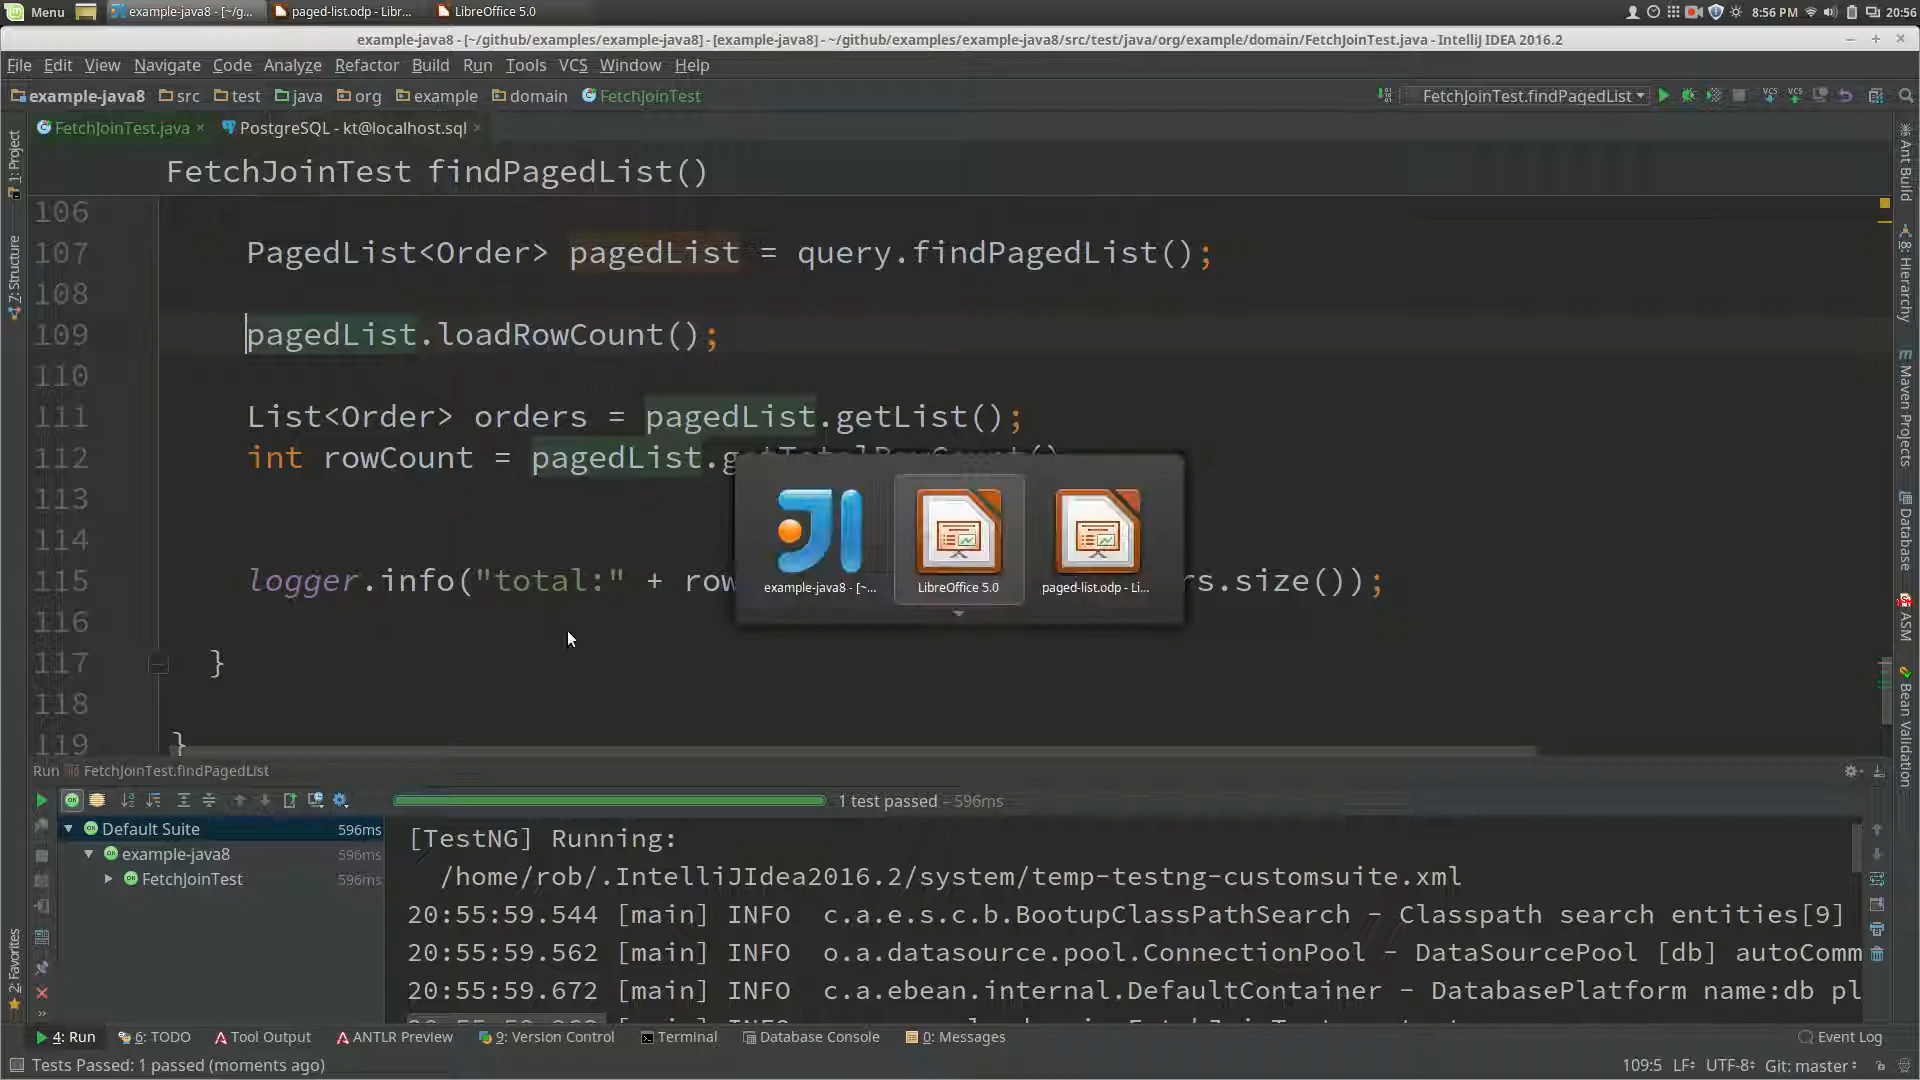 Menu
example-java8 - [~/g...
paged-list.odp - Libr...
LibreOffice 5.0
8:56 PM
20:56
example-java8 - [~/github/examples/example-java8] - [example-java8] - ~/github/examples/example-java8/src/test/java/org/example/domain/FetchJoinTest.java - IntelliJ IDEA 2016.2
File Edit View Navigate Code Analyze Refactor Build Run Tools VCS Window Help
example-java8 src test java org example domain FetchJoinTest
FetchJoinTest.findPagedList
VCS VCS
FetchJoinTest.java
PostgreSQL - kt@localhost.sql
FetchJoinTest findPagedList()
106
107 PagedList<Order> pagedList = query.findPagedList();
108
109 pagedList.loadRowCount();
110
111 List<Order> orders = pagedList.getList();
112 int rowCount = pagedList.getTotalRowCount()
113
114
115 logger.info("total:" + row
rs.size());
116
117 }
118
119 }
example-java8 - [~...
LibreOffice 5.0
paged-list.odp - Li...
1: Project
7: Structure
2: Favorites
Ant Build
8: Hierarchy
Maven Projects
Database
ASM
Bean Validation
Run FetchJoinTest.findPagedList
1 test passed – 596ms
Default Suite 596ms
example-java8 596ms
FetchJoinTest 596ms
[TestNG] Running:
/home/rob/.IntelliJIdea2016.2/system/temp-testng-customsuite.xml
20:55:59.544 [main] INFO c.a.e.s.c.b.BootupClassPathSearch - Classpath search entities[9]
20:55:59.562 [main] INFO o.a.datasource.pool.ConnectionPool - DataSourcePool [db] autoComm
20:55:59.672 [main] INFO c.a.ebean.internal.DefaultContainer - DatabasePlatform name:db pl
4: Run
6: TODO
Tool Output
ANTLR Preview
9: Version Control
Terminal
Database Console
0: Messages
Event Log
Tests Passed: 1 passed (moments ago)
109:5 LF UTF-8 Git: master